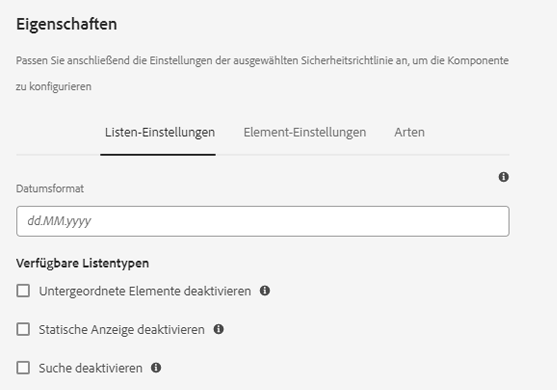 Eigenschaften
Passen Sie anschließend die Einstellungen der ausgewählten Sicherheitsrichtlinie an, um die Komponente
zu konfigurieren
Listen-Einstellungen Element-Einstellungen Arten
Datumsformat
dd.MM.yyyy
Verfügbare Listentypen
Untergeordnete Elemente deaktivieren
Statische Anzeige deaktivieren
Suche deaktivieren